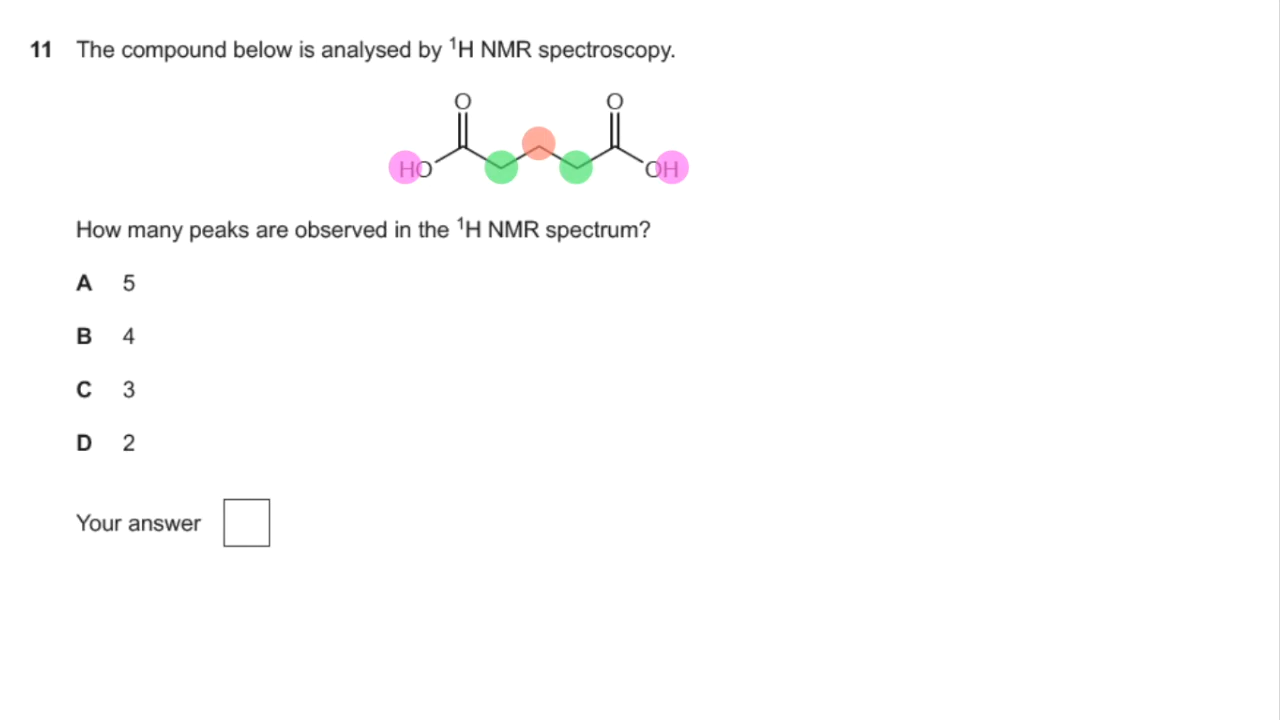 11 The compound below is analysed by ¹H NMR spectroscopy.
O O
HO OH
How many peaks are observed in the ¹H NMR spectrum?
A 5
B 4
C 3
D 2
Your answer